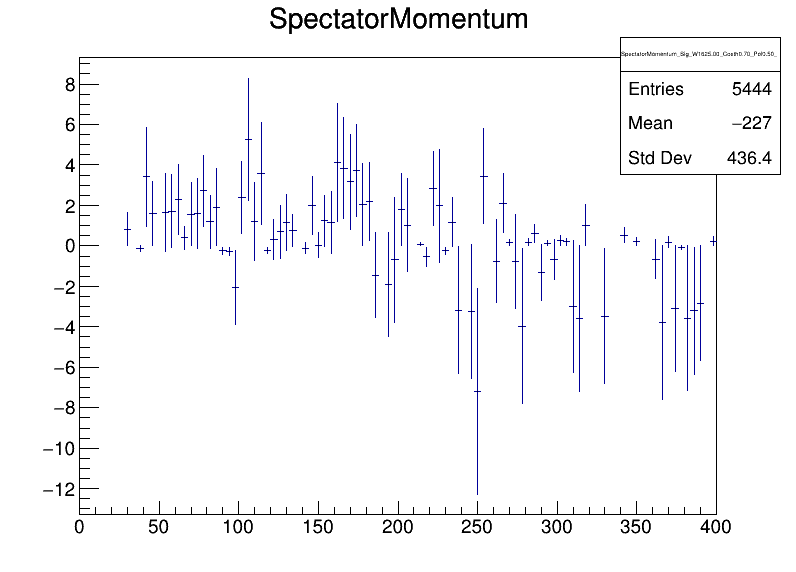 SpectatorMomentum
SpectatorMomentum_Sig_W1625.00_Costh0.70_Pol0.50_
Entries 5444
Mean −227
Std Dev 436.4
8
6
4
2
0
−2
−4
−6
−8
−10
−12
0 50 100 150 200 250 300 350 400